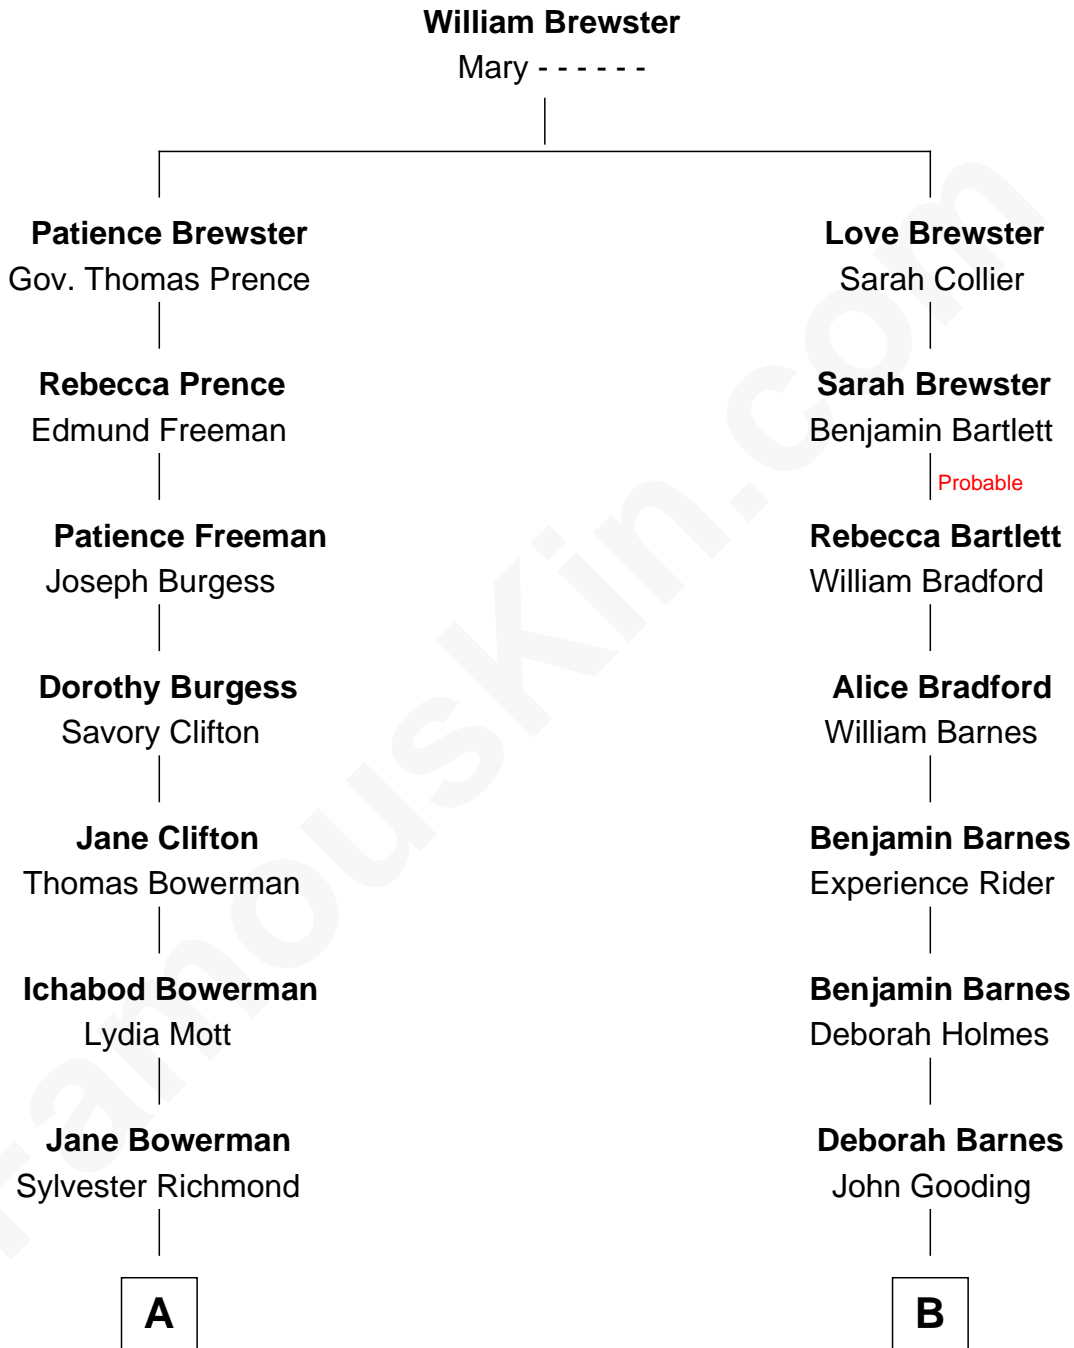 William Brewster
Mary - - - - - -
Patience Brewster
Gov. Thomas Prence
Love Brewster
Sarah Collier
Rebecca Prence
Edmund Freeman
Sarah Brewster
Benjamin Bartlett
Probable
Patience Freeman
Joseph Burgess
Rebecca Bartlett
William Bradford
Dorothy Burgess
Savory Clifton
Alice Bradford
William Barnes
Jane Clifton
Thomas Bowerman
Benjamin Barnes
Experience Rider
Ichabod Bowerman
Lydia Mott
Benjamin Barnes
Deborah Holmes
Jane Bowerman
Sylvester Richmond
Deborah Barnes
John Gooding
A
B
FamousKin.com